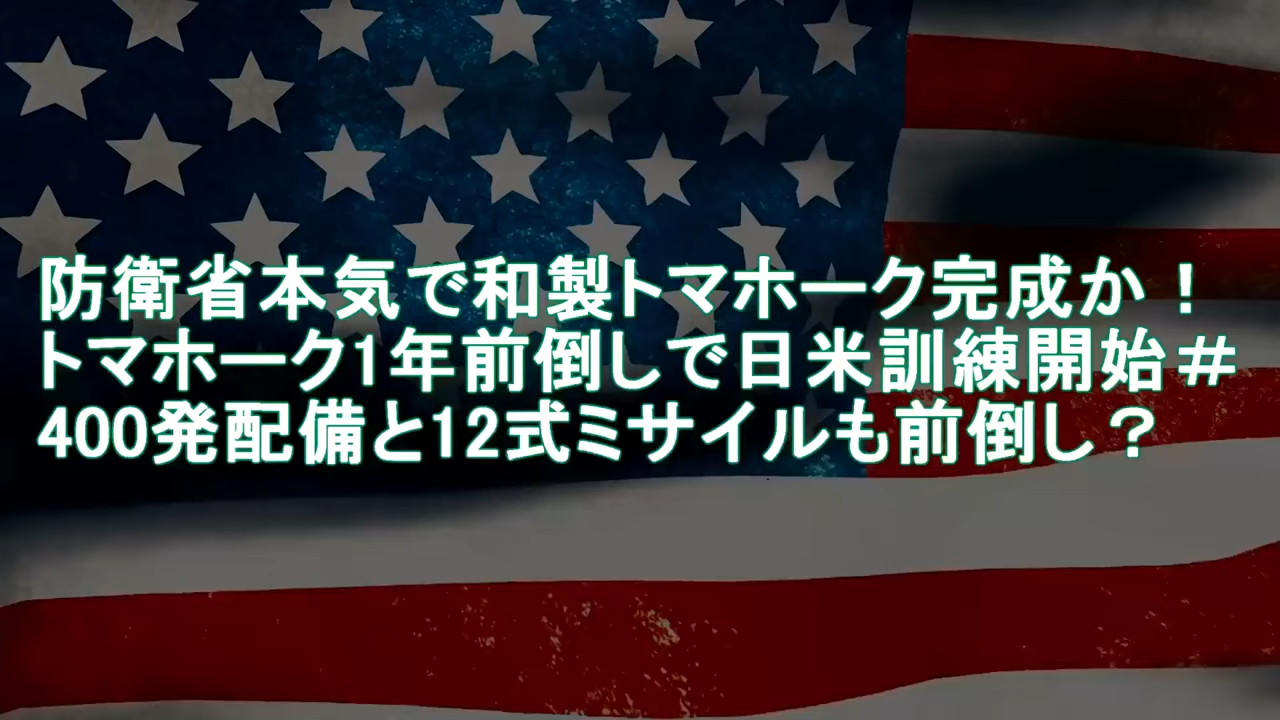 防衛省本気で和製トマホーク完成か！
トマホーク1年前倒しで日米訓練開始＃
400発配備と12式ミサイルも前倒し？